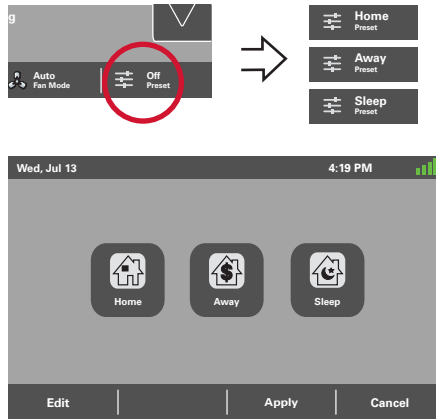 g
Auto
Fan Mode
Off
Preset
Home
Preset
Away
Preset
Sleep
Preset
Wed, Jul 13
4:19 PM
$
Home
Away
Sleep
Edit
Apply
Cancel